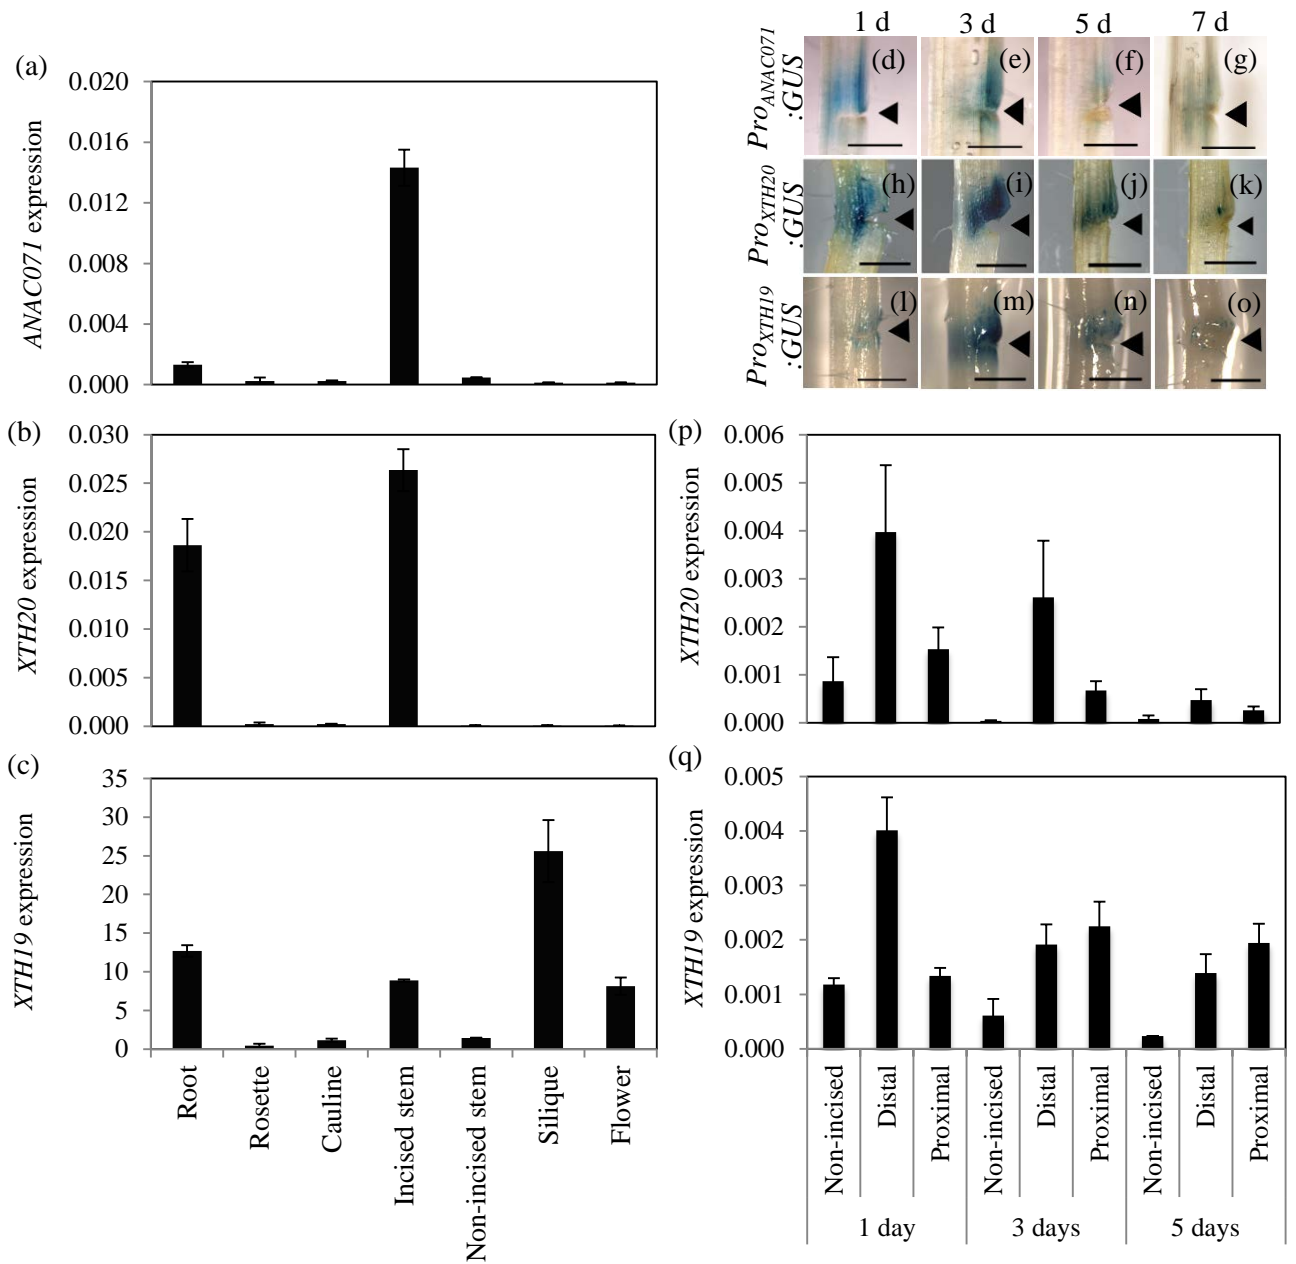 (a)
ANAC071 expression
0.020
0.016
0.012
0.008
0.004
0.000
(b)
XTH20 expression
0.030
0.025
0.020
0.015
0.010
0.005
0.000
(c)
XTH19 expression
35
30
25
20
15
10
5
0
Root
Rosette
Cauline
Incised stem
Non-incised stem
Silique
Flower
1 d
3 d
5 d
7 d
ProANAC071
:GUS
(d)
(e)
(f)
(g)
ProXTH20
:GUS
(h)
(i)
(j)
(k)
ProXTH19
:GUS
(l)
(m)
(n)
(o)
(p)
XTH20 expression
0.006
0.005
0.004
0.003
0.002
0.001
0.000
(q)
XTH19 expression
0.005
0.004
0.003
0.002
0.001
0.000
Non-incised
Distal
Proximal
Non-incised
Distal
Proximal
Non-incised
Distal
Proximal
1 day
3 days
5 days